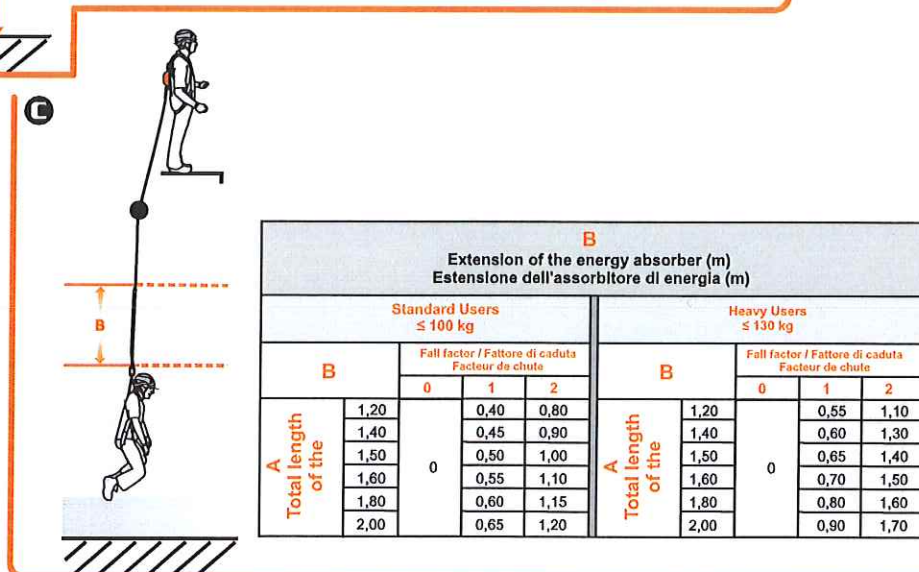 C
B
B
Extension of the energy absorber (m)
Estensione dell'assorbitore di energia (m)
Standard Users
≤ 100 kg
Heavy Users
≤ 130 kg
B
Fall factor / Fattore di caduta
Facteur de chute
B
Fall factor / Fattore di caduta
Facteur de chute
0 1 2
0 1 2
A
Total length
of the
0
1,20 0,40 0,80
1,40 0,45 0,90
1,50 0,50 1,00
1,60 0,55 1,10
1,80 0,60 1,15
2,00 0,65 1,20
A
Total length
of the
0
1,20 0,55 1,10
1,40 0,60 1,30
1,50 0,65 1,40
1,60 0,70 1,50
1,80 0,80 1,60
2,00 0,90 1,70